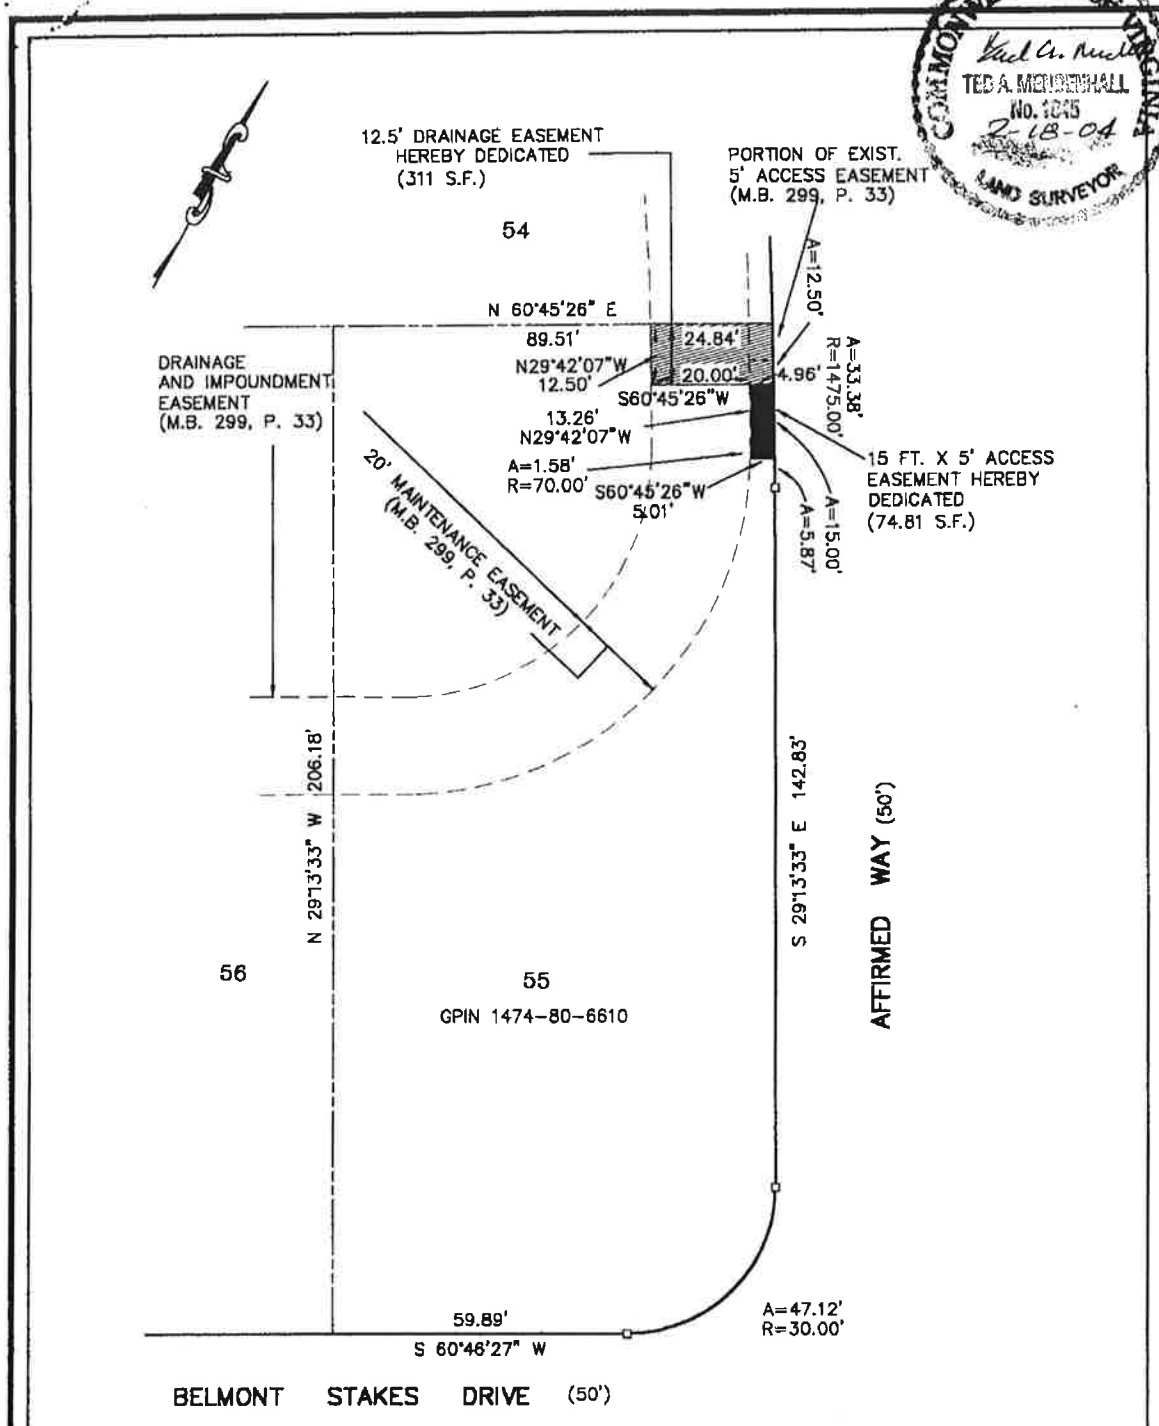 COMMONWEALTH OF VIRGINIA
TED A. MENDENHALL
No. 1845
2-18-04
LAND SURVEYOR
12.5' DRAINAGE EASEMENT
HEREBY DEDICATED
(311 S.F.)
PORTION OF EXIST.
5' ACCESS EASEMENT
(M.B. 299, P. 33)
54
A=12.50'
N 60°45'26" E
89.51'
24.84'
N29°42'07"W
12.50'
20.00'
4.96'
S60°45'26"W
A=33.38'
R=1475.00'
DRAINAGE
AND IMPOUNDMENT
EASEMENT
(M.B. 299, P. 33)
13.26'
N29°42'07"W
A=1.58'
R=70.00'
S60°45'26"W
5.01'
15 FT. X 5' ACCESS
EASEMENT HEREBY
DEDICATED
(74.81 S.F.)
A=15.00'
A=5.87'
20' MAINTENANCE EASEMENT
(M.B. 299, P. 33)
N 29°13'33" W 206.18'
S 29°13'33" E 142.83'
AFFIRMED WAY (50')
56
55
GPIN 1474-80-6610
59.89'
S 60°46'27" W
A=47.12'
R=30.00'
BELMONT STAKES DRIVE (50')